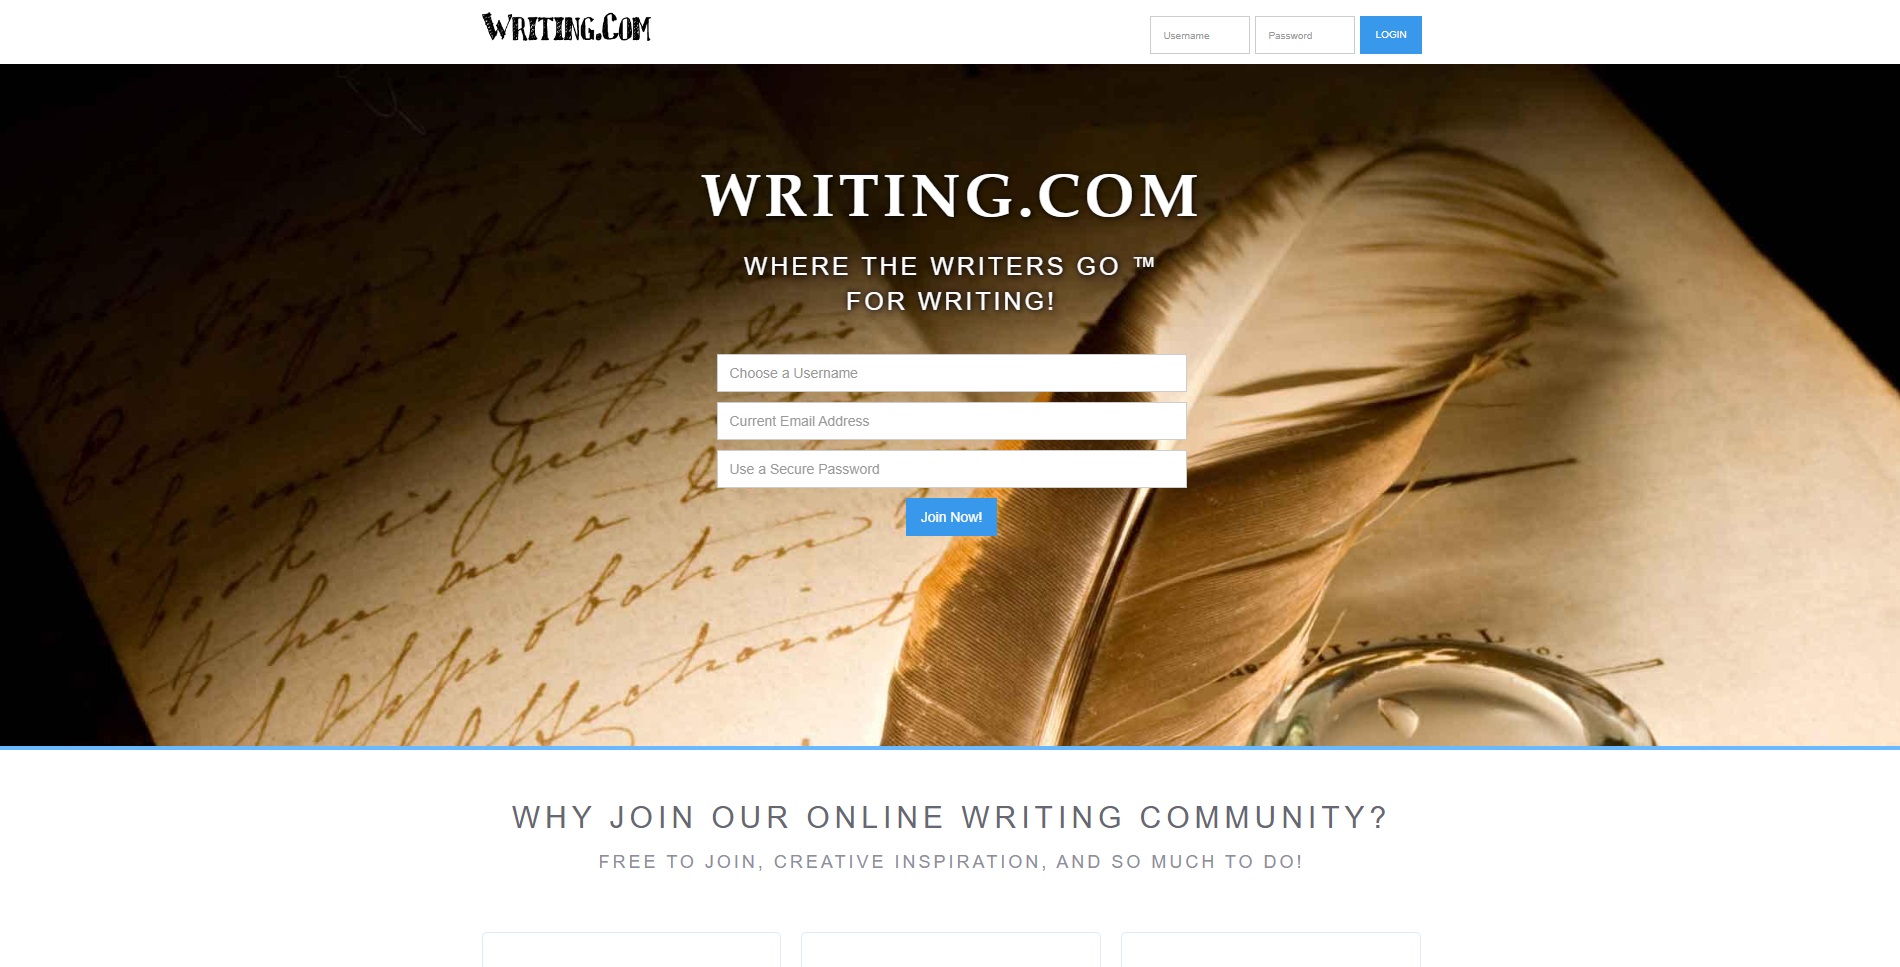 Writing.Com
Username
Password
LOGIN
WRITING.COM
WHERE THE WRITERS GO ™
FOR WRITING!
Choose a Username
Current Email Address
Use a Secure Password
Join Now!
WHY JOIN OUR ONLINE WRITING COMMUNITY?
FREE TO JOIN, CREATIVE INSPIRATION, AND SO MUCH TO DO!